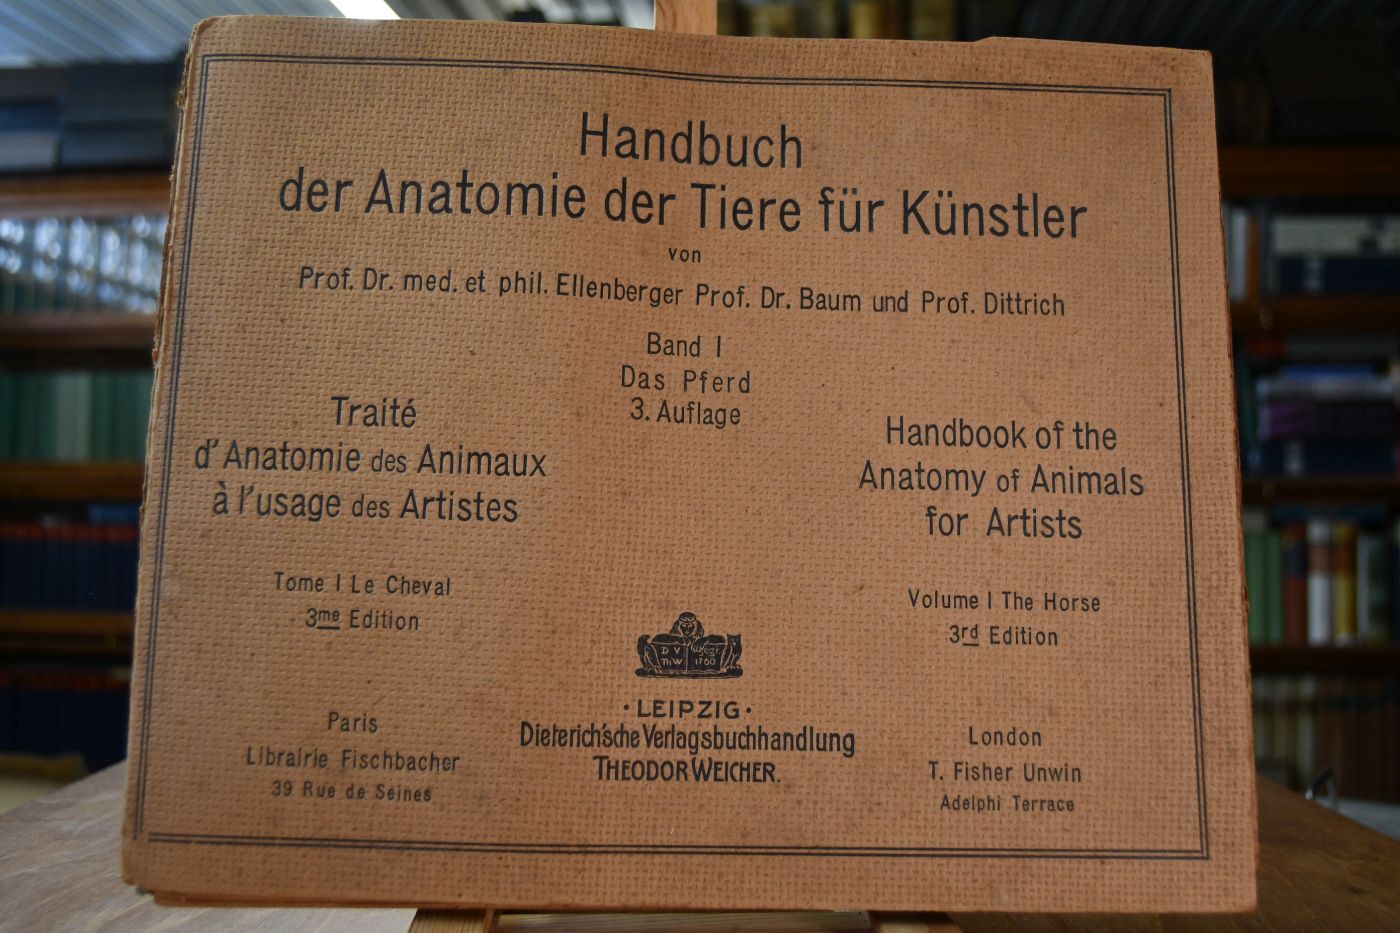 Handbuch
der Anatomie der Tiere für Künstler
von
Prof. Dr. med. et phil. Ellenberger Prof. Dr. Baum und Prof. Dittrich
Band I
Das Pferd
3. Auflage
Traité
d'Anatomie des Animaux
à l'usage des Artistes
Tome I Le Cheval
3me Edition
Paris
Librairie Fischbacher
39 Rue de Seines
Handbook of the
Anatomy of Animals
for Artists
Volume I The Horse
3rd Edition
London
T. Fisher Unwin
Adelphi Terrace
D V
Th W
gegr.
1760
· LEIPZIG ·
Dieterich'sche Verlagsbuchhandlung
THEODOR WEICHER.